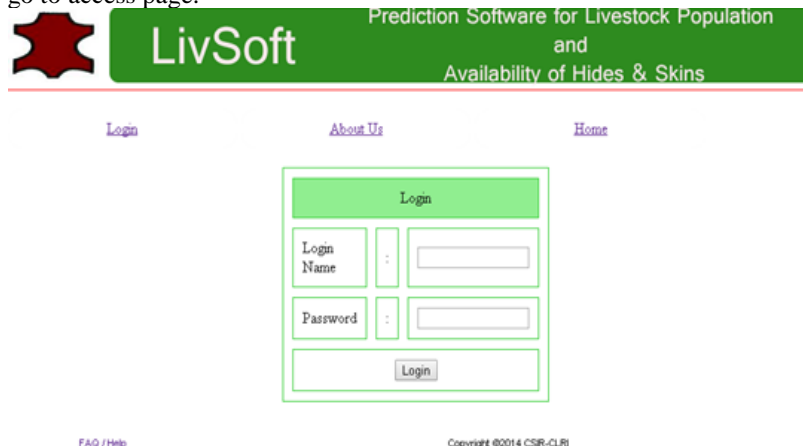 go to access page.
LivSoft
Prediction Software for Livestock Population
and
Availability of Hides & Skins
Login
About Us
Home
Login
Login
Name
:
Password
:
Login
FAQ / Help
Copyright ©2014 CSIR-CLRI